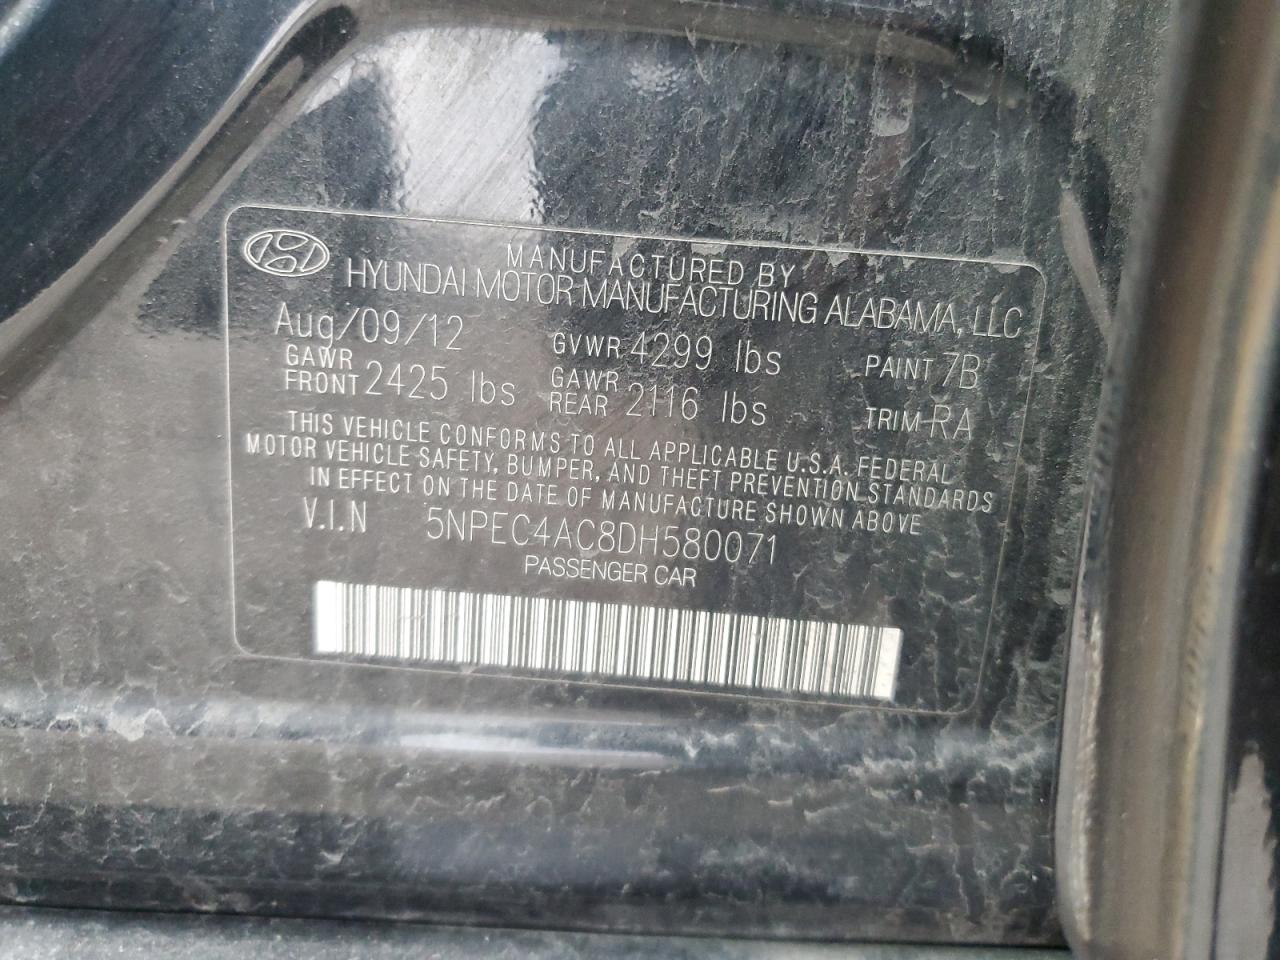 MANUFACTURED BY
HYUNDAI MOTOR MANUFACTURING ALABAMA, LLC
Aug/09/12 GVWR 4299 lbs PAINT 7B
GAWR FRONT 2425 lbs GAWR REAR 2116 lbs TRIM RA
THIS VEHICLE CONFORMS TO ALL APPLICABLE U.S.A. FEDERAL
MOTOR VEHICLE SAFETY, BUMPER, AND THEFT PREVENTION STANDARDS
IN EFFECT ON THE DATE OF MANUFACTURE SHOWN ABOVE
V.I.N 5NPEC4AC8DH580071
PASSENGER CAR